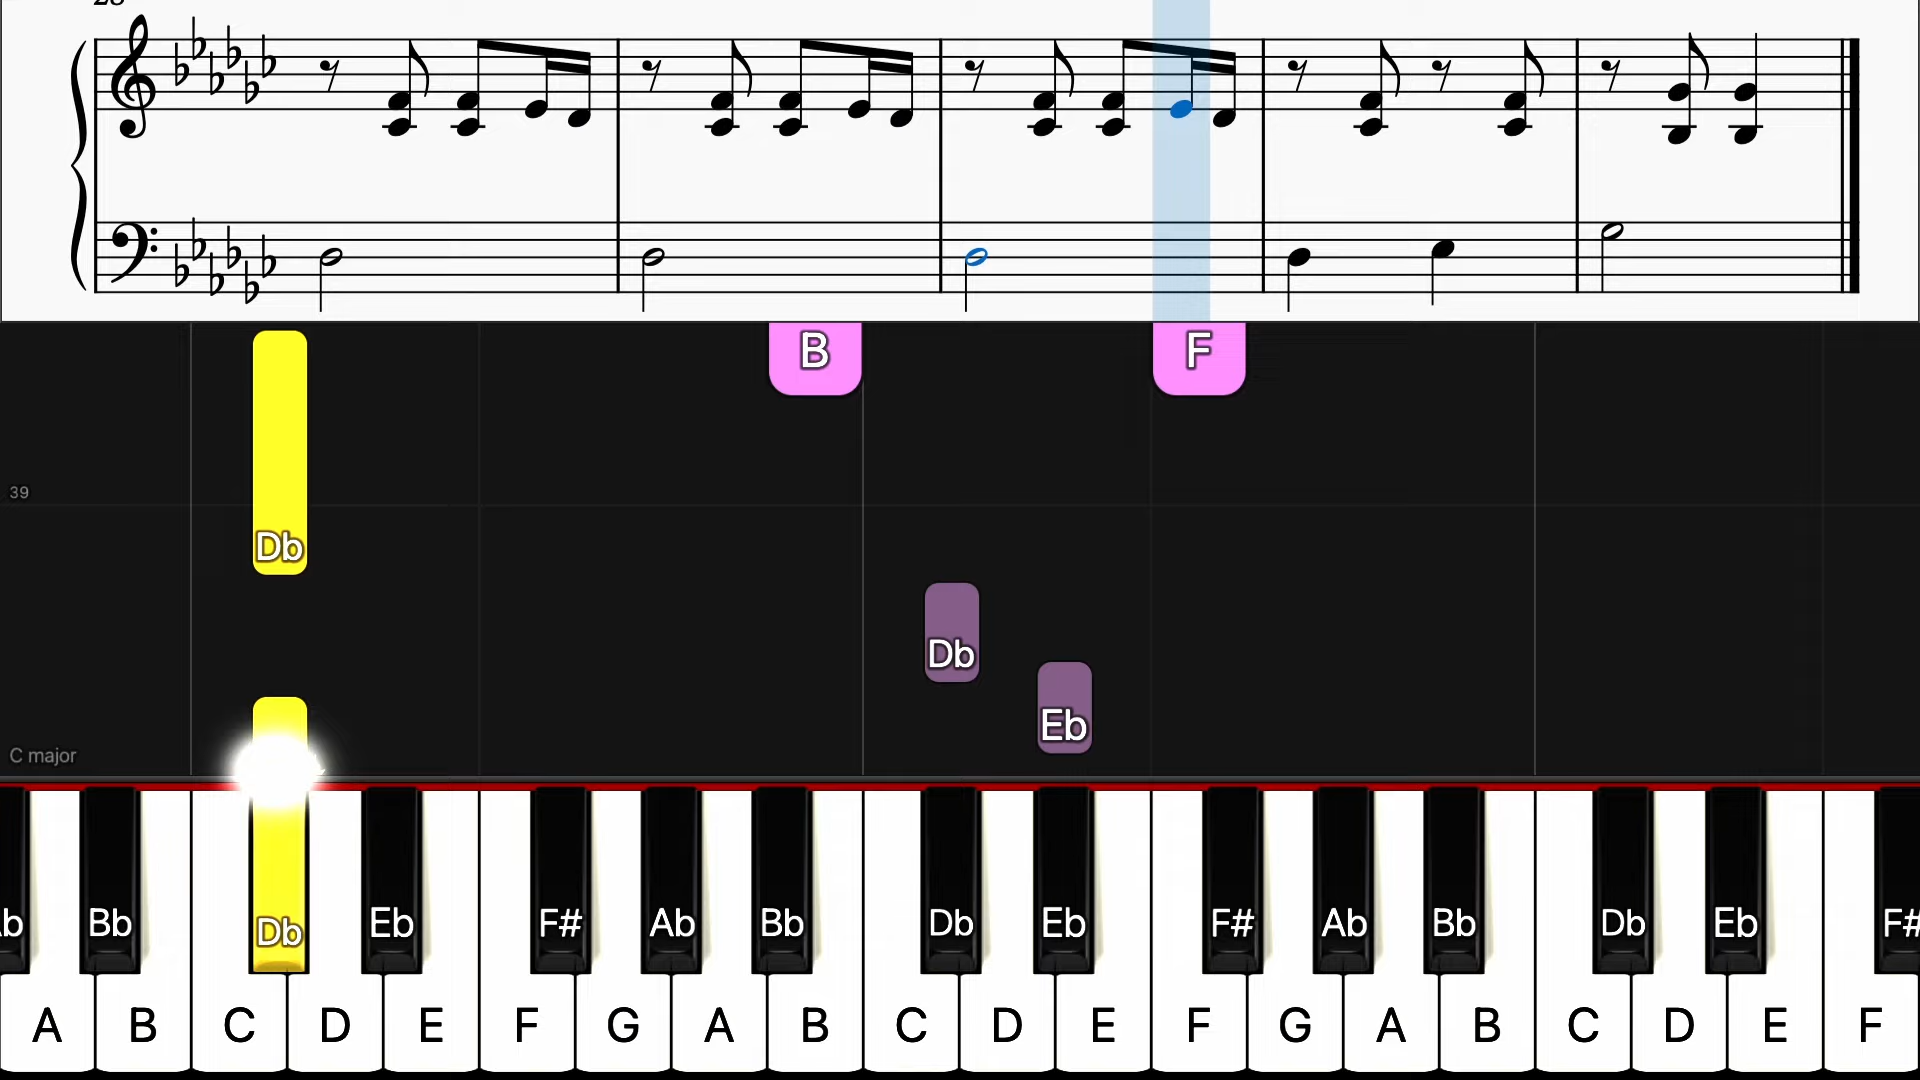 B F
39
Db
Db
Eb
C major
Bb Db Eb F# Ab Bb Db Eb F# Ab Bb Db Eb F#
A B C D E F G A B C D E F G A B C D E F